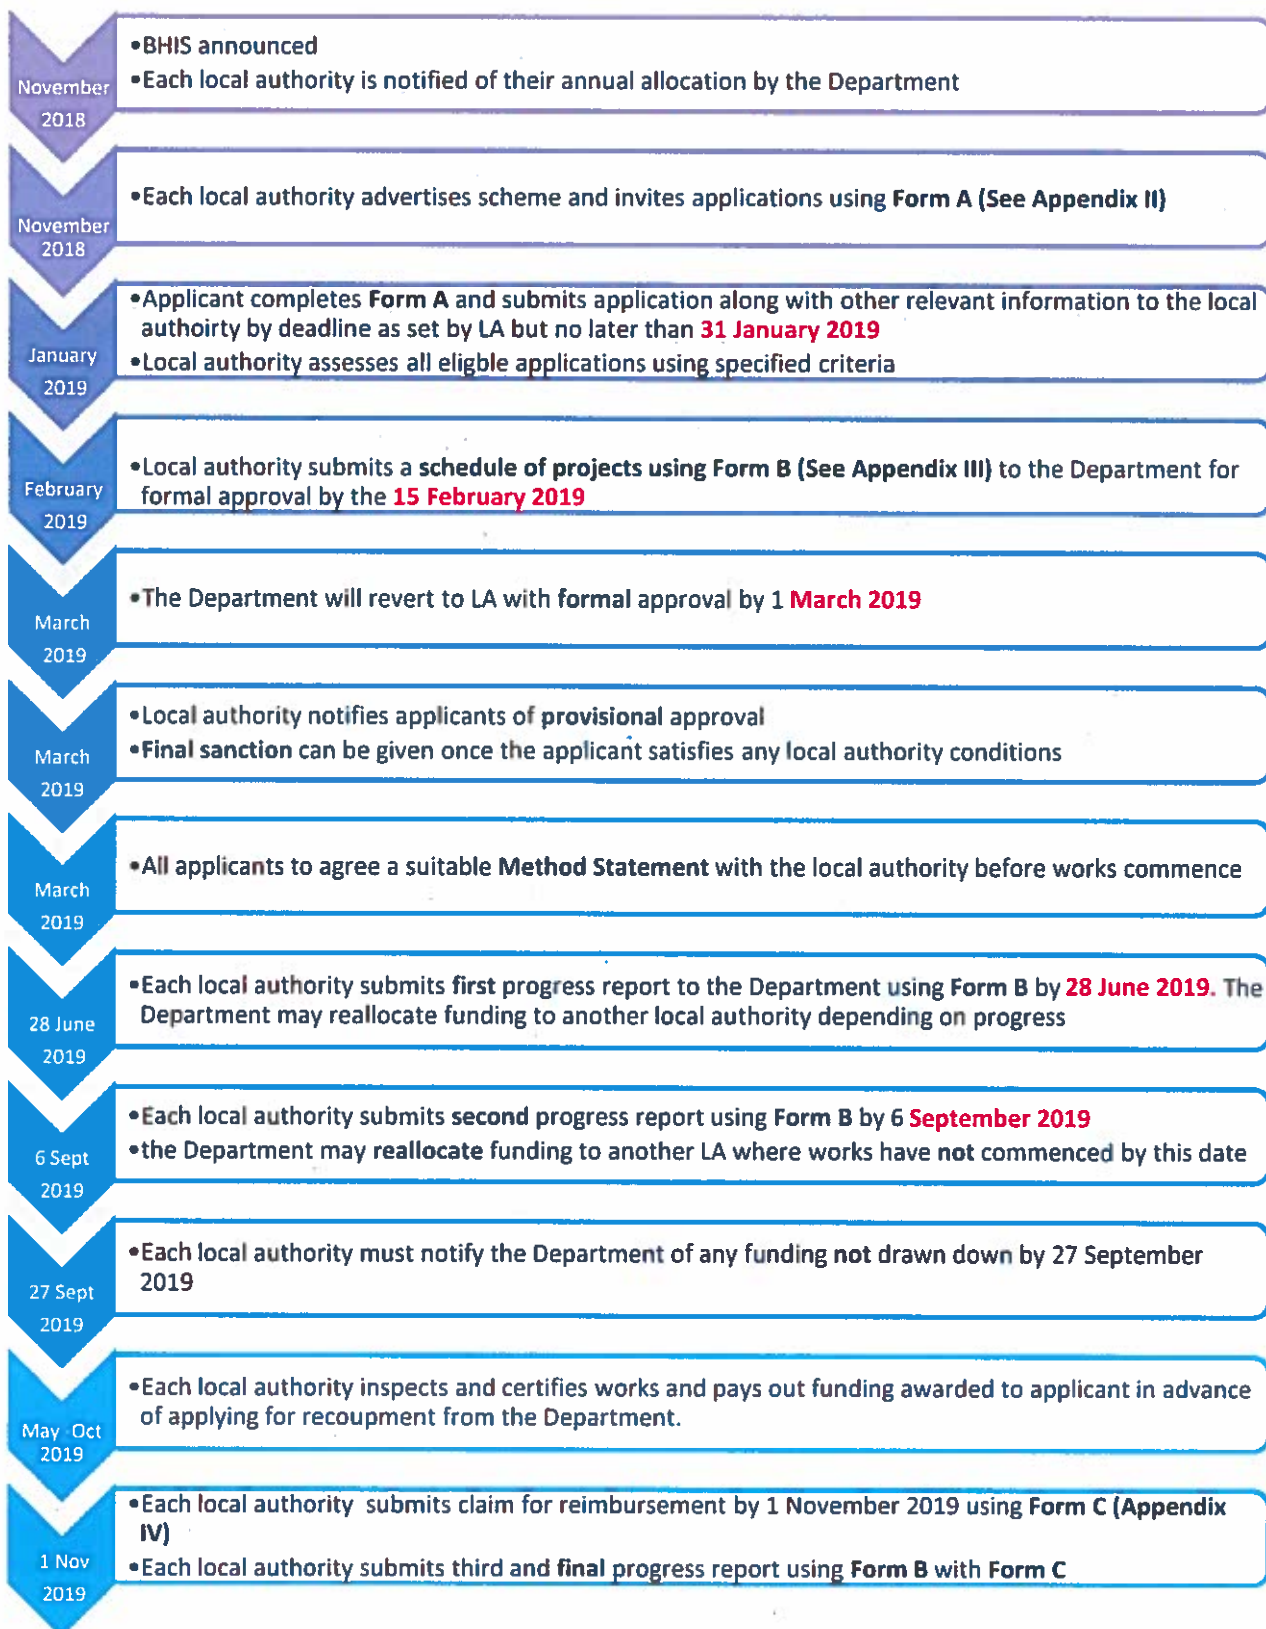 •BHIS announced
•Each local authority is notified of their annual allocation by the Department
November
2018
•Each local authority advertises scheme and invites applications using Form A (See Appendix II)
November
2018
•Applicant completes Form A and submits application along with other relevant information to the local
authoirty by deadline as set by LA but no later than 31 January 2019
•Local authority assesses all eligble applications using specified criteria
January
2019
•Local authority submits a schedule of projects using Form B (See Appendix III) to the Department for
formal approval by the 15 February 2019
February
2019
•The Department will revert to LA with formal approval by 1 March 2019
March
2019
•Local authority notifies applicants of provisional approval
•Final sanction can be given once the applicant satisfies any local authority conditions
March
2019
•All applicants to agree a suitable Method Statement with the local authority before works commence
March
2019
•Each local authority submits first progress report to the Department using Form B by 28 June 2019. The
Department may reallocate funding to another local authority depending on progress
28 June
2019
•Each local authority submits second progress report using Form B by 6 September 2019
•the Department may reallocate funding to another LA where works have not commenced by this date
6 Sept
2019
•Each local authority must notify the Department of any funding not drawn down by 27 September
2019
27 Sept
2019
•Each local authority inspects and certifies works and pays out funding awarded to applicant in advance
of applying for recoupment from the Department.
May -Oct
2019
•Each local authority submits claim for reimbursement by 1 November 2019 using Form C (Appendix
IV)
•Each local authority submits third and final progress report using Form B with Form C
1 Nov
2019